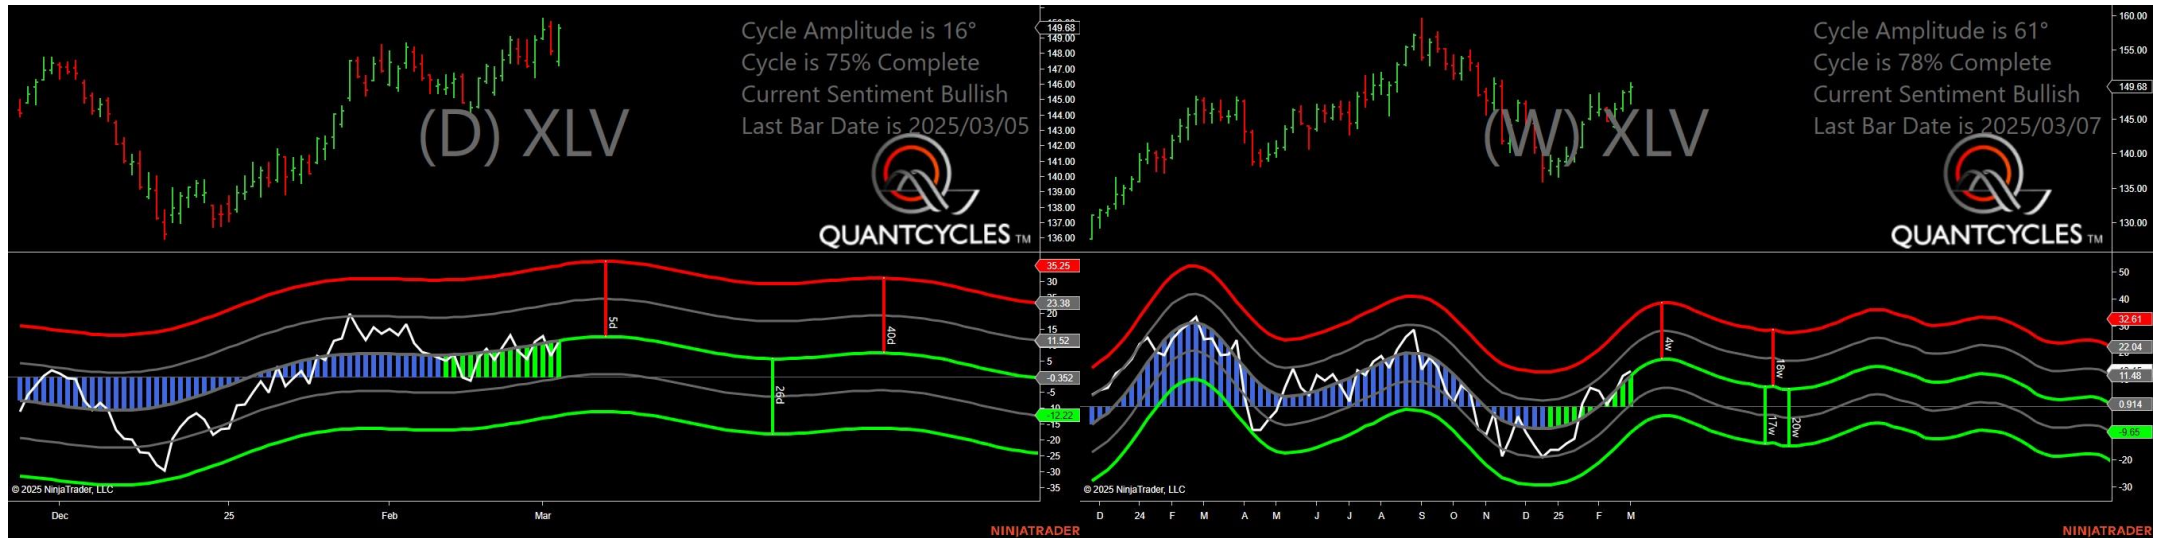 Cycle Amplitude is 16°
Cycle is 75% Complete
Current Sentiment Bullish
Last Bar Date is 2025/03/05
(D) XLV
QUANTCYCLES TM
149.68
149.00
148.00
147.00
146.00
145.00
144.00
143.00
142.00
141.00
140.00
139.00
138.00
137.00
136.00
35.25
30
23.38
20
15
11.52
5
-0.352
-5
-10
-12.22
-15
-20
-25
-30
-35
5d
26d
40d
© 2025 NinjaTrader, LLC
Dec 25 Feb Mar
NINJATRADER
Cycle Amplitude is 61°
Cycle is 78% Complete
Current Sentiment Bullish
Last Bar Date is 2025/03/07
(W) XLV
QUANTCYCLES TM
160.00
155.00
149.68
145.00
140.00
135.00
130.00
50
40
32.61
30
22.04
11.48
0.914
-9.65
-20
-30
4w
18w
17w
20w
© 2025 NinjaTrader, LLC
D 24 F M A M J J A S O N D 25 F M
NINJATRADER